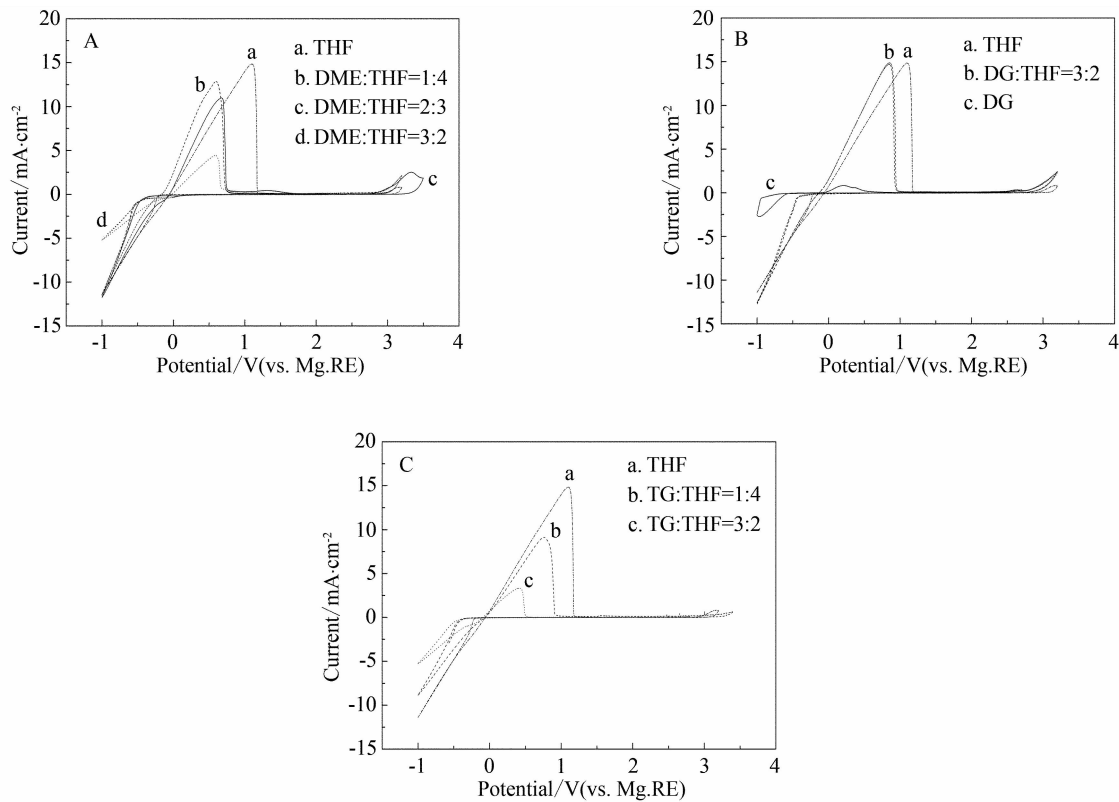 A
a. THF
b. DME:THF=1:4
c. DME:THF=2:3
d. DME:THF=3:2
a
b
c
d
20
15
10
5
0
-5
-10
-15
-1
0
1
2
3
4
Current/mA·cm-2
Potential/V(vs. Mg.RE)
B
a. THF
b. DG:THF=3:2
c. DG
b
a
c
20
15
10
5
0
-5
-10
-15
-1
0
1
2
3
4
Current/mA·cm-2
Potential/V(vs. Mg.RE)
C
a. THF
b. TG:THF=1:4
c. TG:THF=3:2
a
b
c
20
15
10
5
0
-5
-10
-15
-1
0
1
2
3
4
Current/mA·cm-2
Potential/V(vs. Mg.RE)